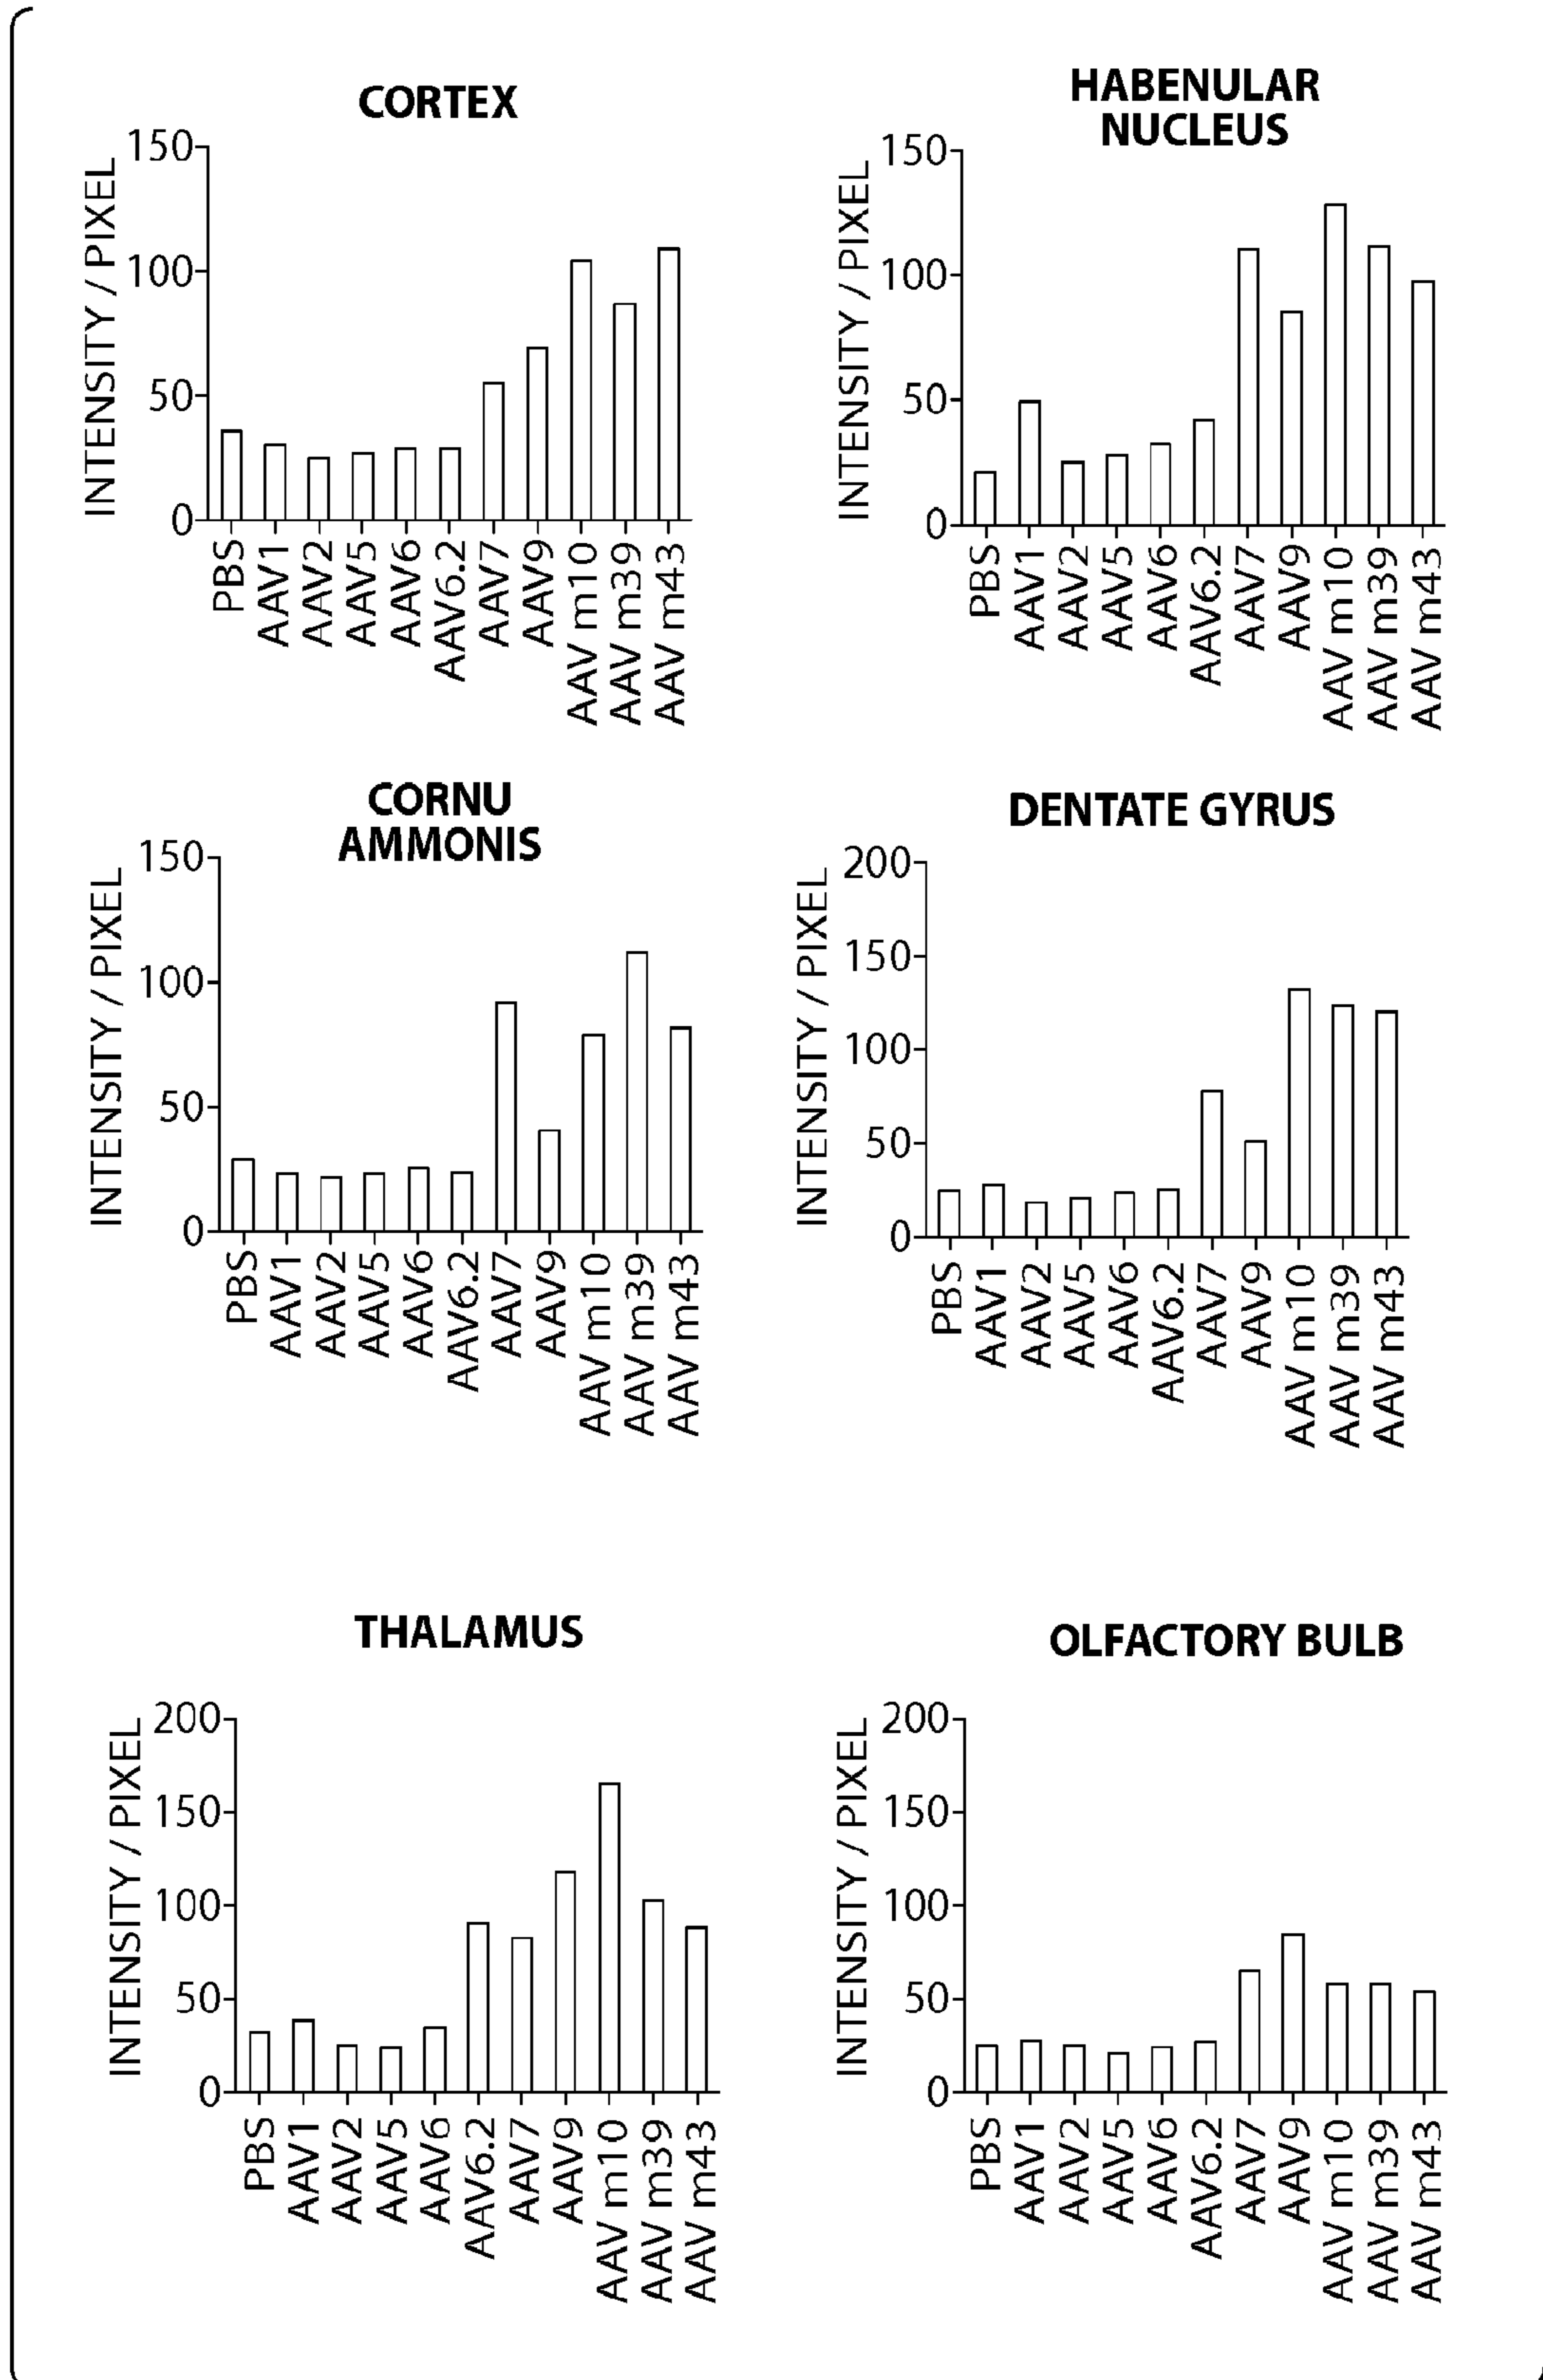 CORTEX
INTENSITY / PIXEL
150
100
50
0
PBS
AAV1
AAV2
AAV5
AAV6
AAV6.2
AAV7
AAV9
AAV m10
AAV m39
AAV m43
HABENULAR
NUCLEUS
INTENSITY / PIXEL
150
100
50
0
PBS
AAV1
AAV2
AAV5
AAV6
AAV6.2
AAV7
AAV9
AAV m10
AAV m39
AAV m43
CORNU
AMMONIS
INTENSITY / PIXEL
150
100
50
0
PBS
AAV1
AAV2
AAV5
AAV6
AAV6.2
AAV7
AAV9
AAV m10
AAV m39
AAV m43
DENTATE GYRUS
INTENSITY / PIXEL
200
150
100
50
0
PBS
AAV1
AAV2
AAV5
AAV6
AAV6.2
AAV7
AAV9
AAV m10
AAV m39
AAV m43
THALAMUS
INTENSITY / PIXEL
200
150
100
50
0
PBS
AAV1
AAV2
AAV5
AAV6
AAV6.2
AAV7
AAV9
AAV m10
AAV m39
AAV m43
OLFACTORY BULB
INTENSITY / PIXEL
200
150
100
50
0
PBS
AAV1
AAV2
AAV5
AAV6
AAV6.2
AAV7
AAV9
AAV m10
AAV m39
AAV m43